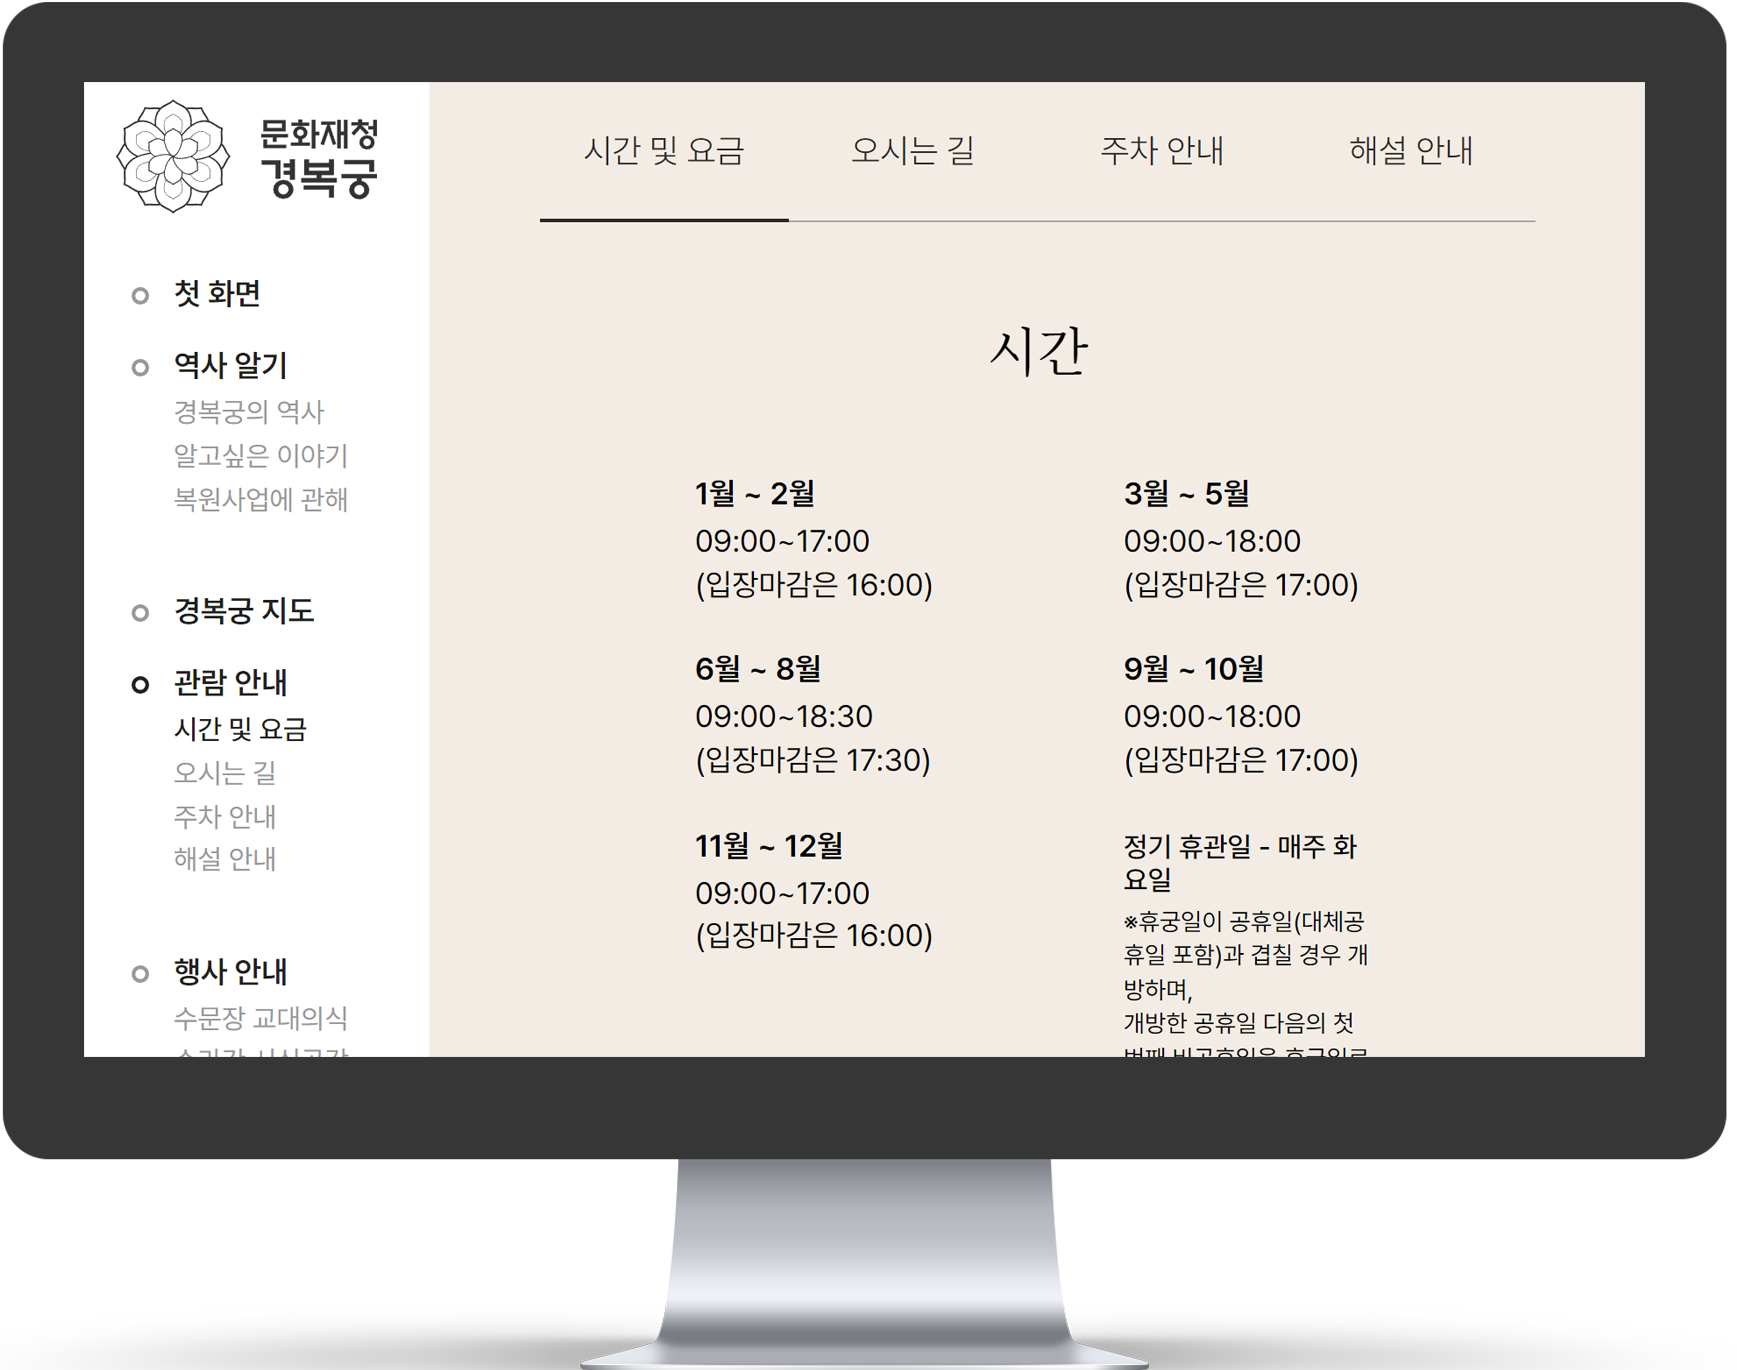 문화재청
경복궁
첫 화면
역사 알기
경복궁의 역사
알고싶은 이야기
복원사업에 관해
경복궁 지도
관람 안내
시간 및 요금
오시는 길
주차 안내
해설 안내
행사 안내
수문장 교대의식
시간 및 요금 오시는 길 주차 안내 해설 안내
시간
1월 ~ 2월
09:00~17:00
(입장마감은 16:00)
3월 ~ 5월
09:00~18:00
(입장마감은 17:00)
6월 ~ 8월
09:00~18:30
(입장마감은 17:30)
9월 ~ 10월
09:00~18:00
(입장마감은 17:00)
11월 ~ 12월
09:00~17:00
(입장마감은 16:00)
정기 휴관일 - 매주 화
요일
※휴궁일이 공휴일(대체공
휴일 포함)과 겹칠 경우 개
방하며,
개방한 공휴일 다음의 첫